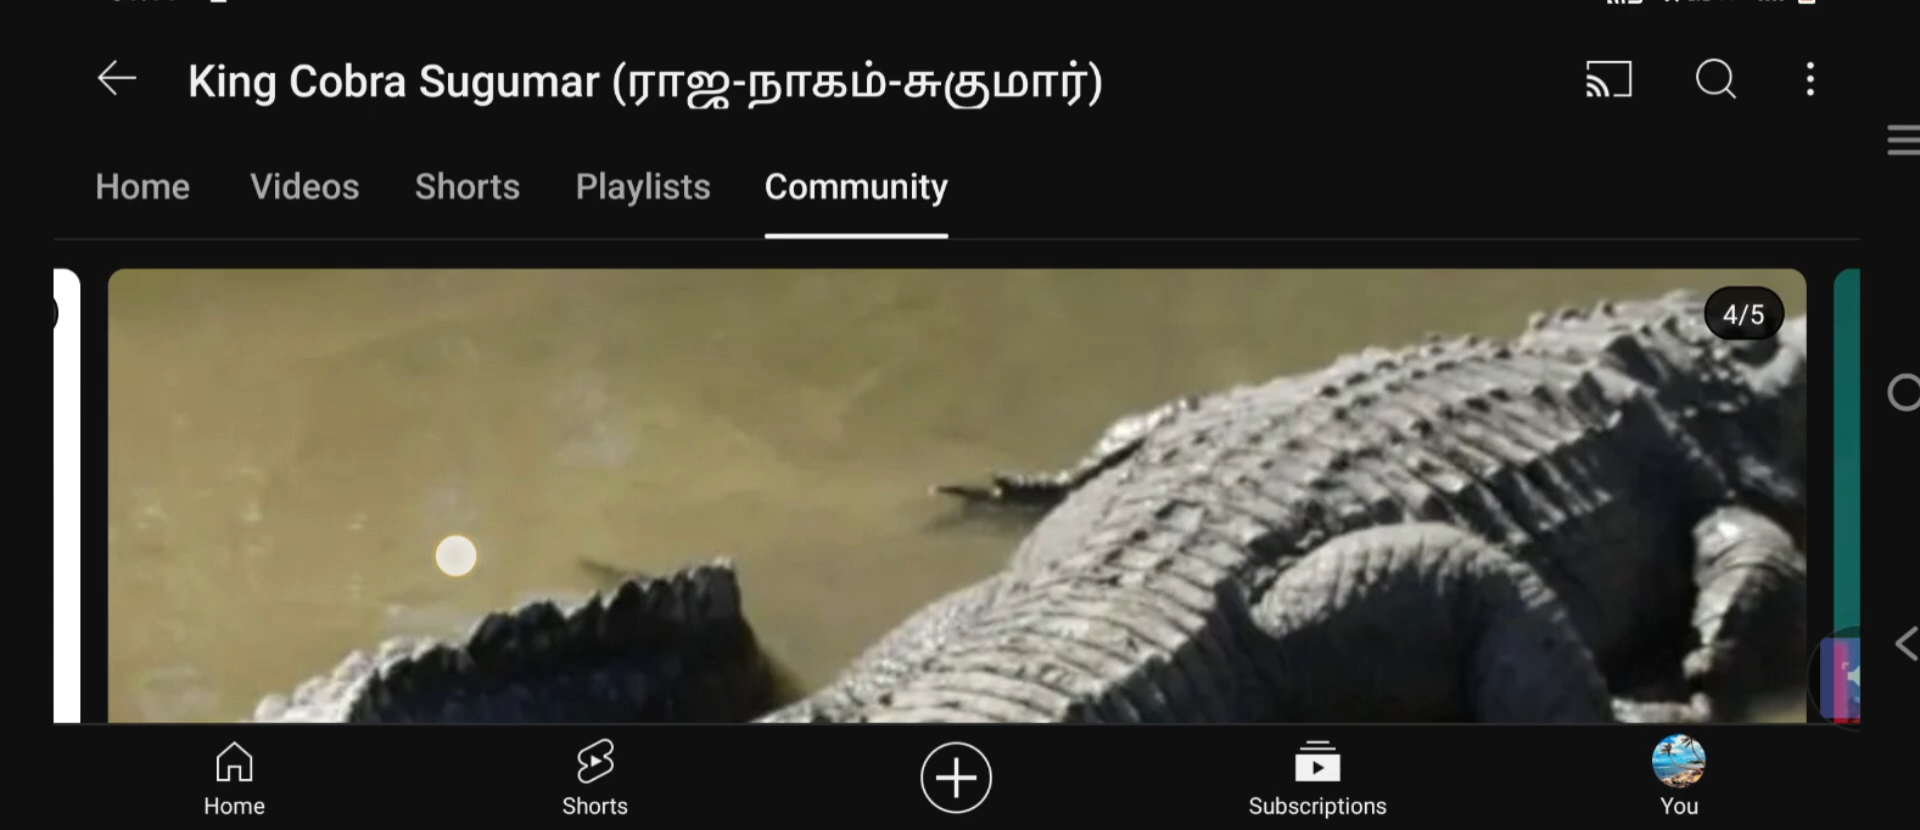 King Cobra Sugumar (ராஜ-நாகம்-சுகுமார்)
Home Videos Shorts Playlists Community
4/5
Home Shorts Subscriptions You